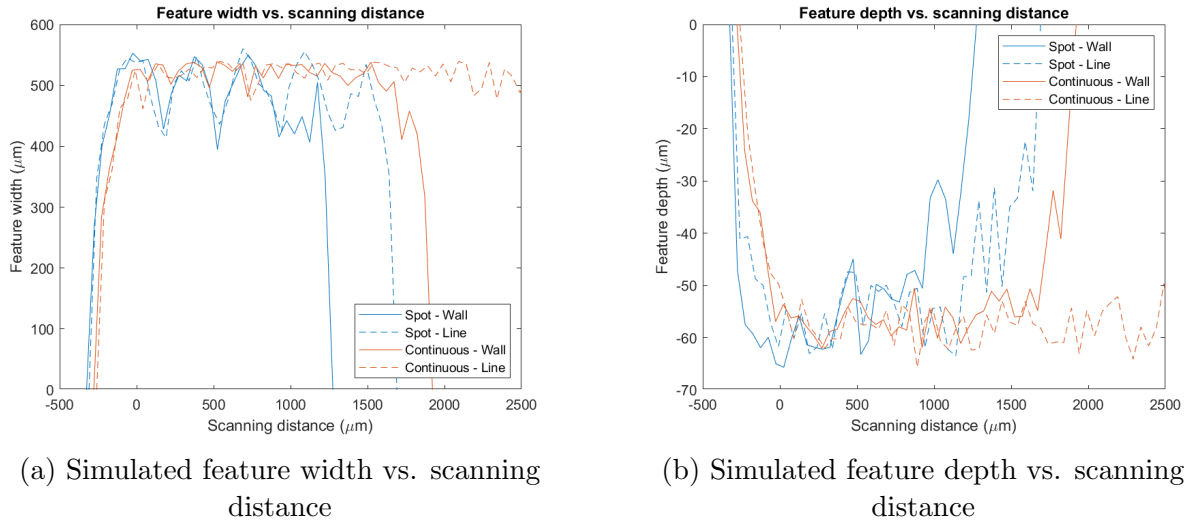 Feature width vs. scanning distance
600
500
400
300
200
100
0
Feature width (μm)
-500
0
500
1000
1500
2000
2500
Scanning distance (μm)
Spot - Wall
Spot - Line
Continuous - Wall
Continuous - Line
(a) Simulated feature width vs. scanning
distance
Feature depth vs. scanning distance
0
-10
-20
-30
-40
-50
-60
-70
Feature depth (μm)
-500
0
500
1000
1500
2000
2500
Scanning distance (μm)
Spot - Wall
Spot - Line
Continuous - Wall
Continuous - Line
(b) Simulated feature depth vs. scanning
distance